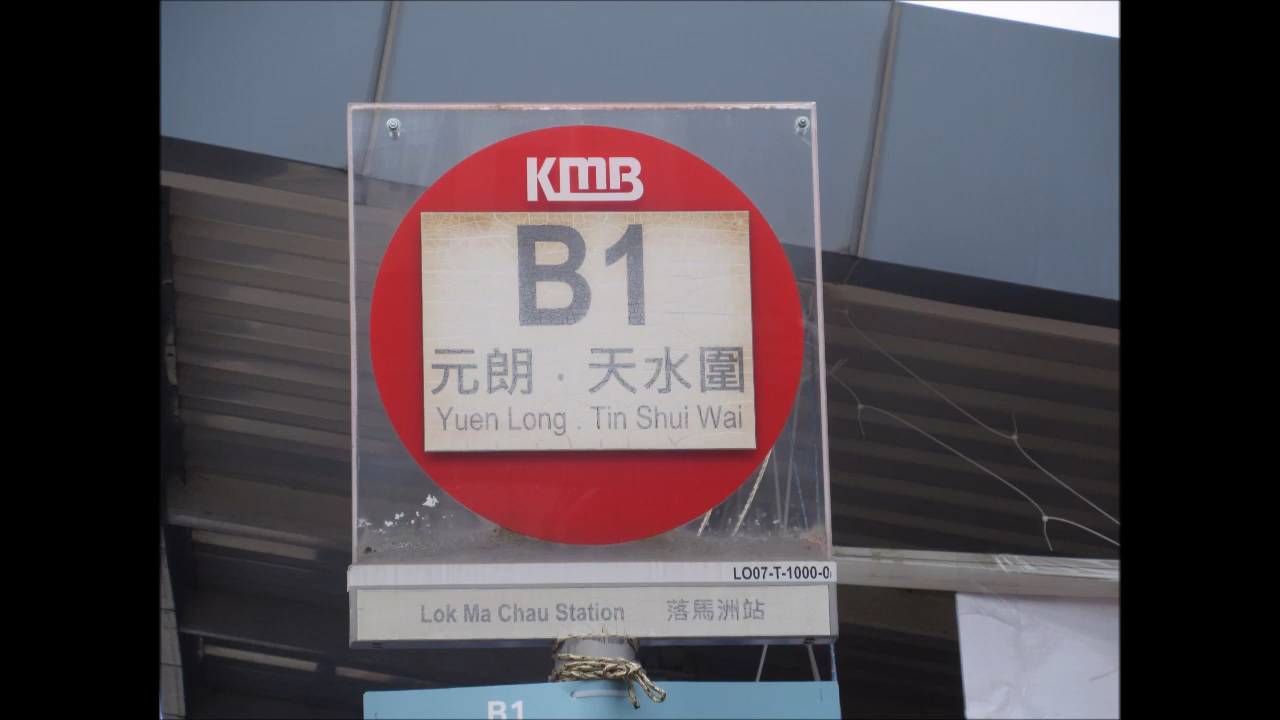 KMB
B1
元朗 . 天水圍
Yuen Long . Tin Shui Wai
LO07-T-1000-0
Lok Ma Chau Station 落馬洲站
B1